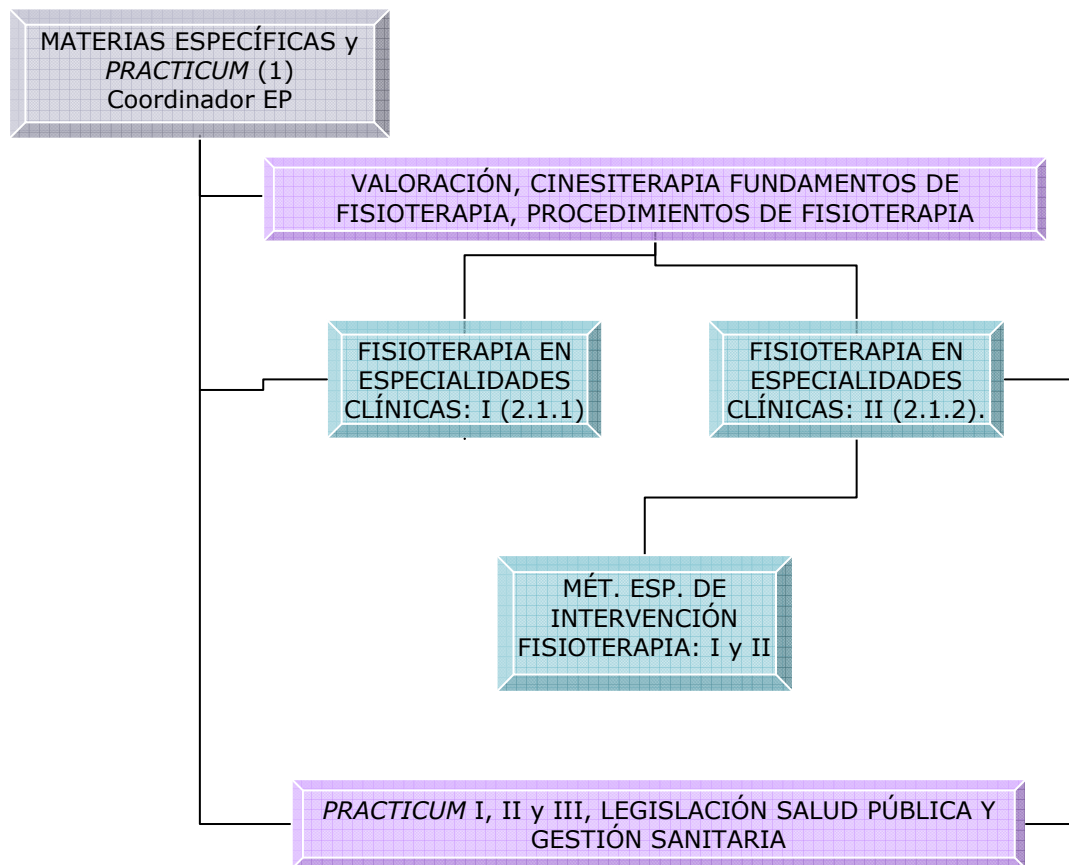 MATERIAS ESPECÍFICAS y
PRACTICUM (1)
Coordinador EP
VALORACIÓN, CINESITERAPIA FUNDAMENTOS DE
FISIOTERAPIA, PROCEDIMIENTOS DE FISIOTERAPIA
FISIOTERAPIA EN
ESPECIALIDADES
CLÍNICAS: I (2.1.1)
FISIOTERAPIA EN
ESPECIALIDADES
CLÍNICAS: II (2.1.2).
MÉT. ESP. DE
INTERVENCIÓN
FISIOTERAPIA: I y II
PRACTICUM I, II y III, LEGISLACIÓN SALUD PÚBLICA Y
GESTIÓN SANITARIA